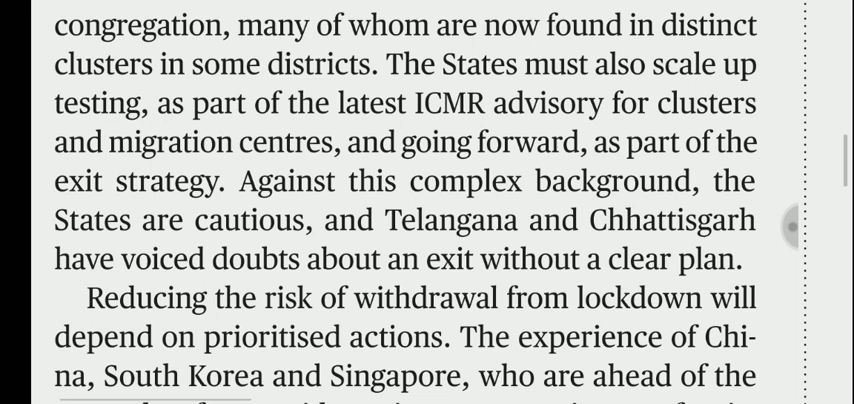 congregation, many of whom are now found in distinct
clusters in some districts. The States must also scale up
testing, as part of the latest ICMR advisory for clusters
and migration centres, and going forward, as part of the
exit strategy. Against this complex background, the
States are cautious, and Telangana and Chhattisgarh
have voiced doubts about an exit without a clear plan.
Reducing the risk of withdrawal from lockdown will
depend on prioritised actions. The experience of Chi-
na, South Korea and Singapore, who are ahead of the